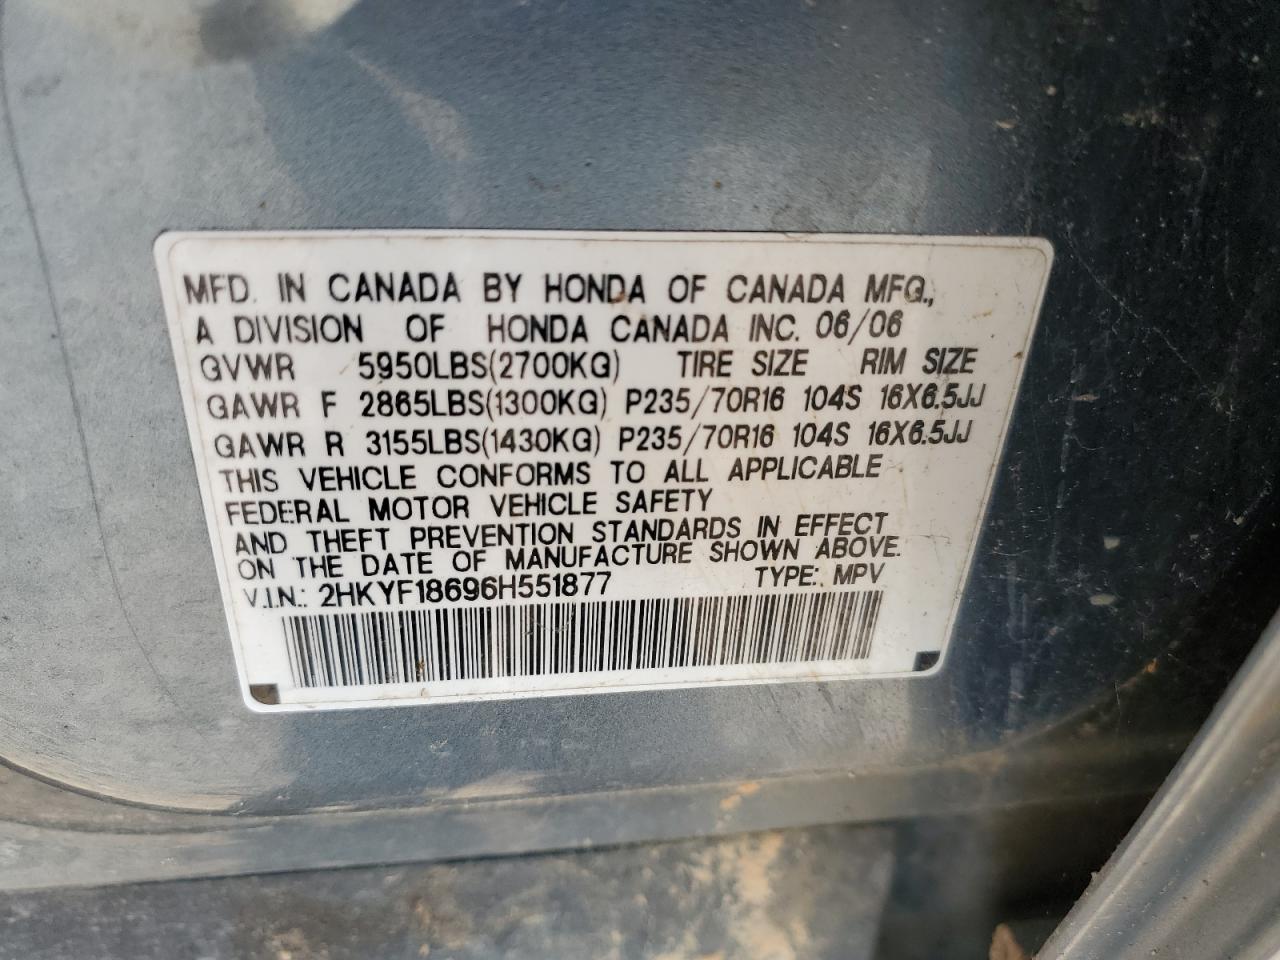 MFD. IN CANADA BY HONDA OF CANADA MFG.,
A DIVISION OF HONDA CANADA INC. 06/06
GVWR 5950LBS(2700KG) TIRE SIZE RIM SIZE
GAWR F 2865LBS(1300KG) P235/70R16 104S 16X6.5JJ
GAWR R 3155LBS(1430KG) P235/70R16 104S 16X6.5JJ
THIS VEHICLE CONFORMS TO ALL APPLICABLE
FEDERAL MOTOR VEHICLE SAFETY
AND THEFT PREVENTION STANDARDS IN EFFECT
ON THE DATE OF MANUFACTURE SHOWN ABOVE.
V.I.N.: 2HKYF18696H551877 TYPE: MPV